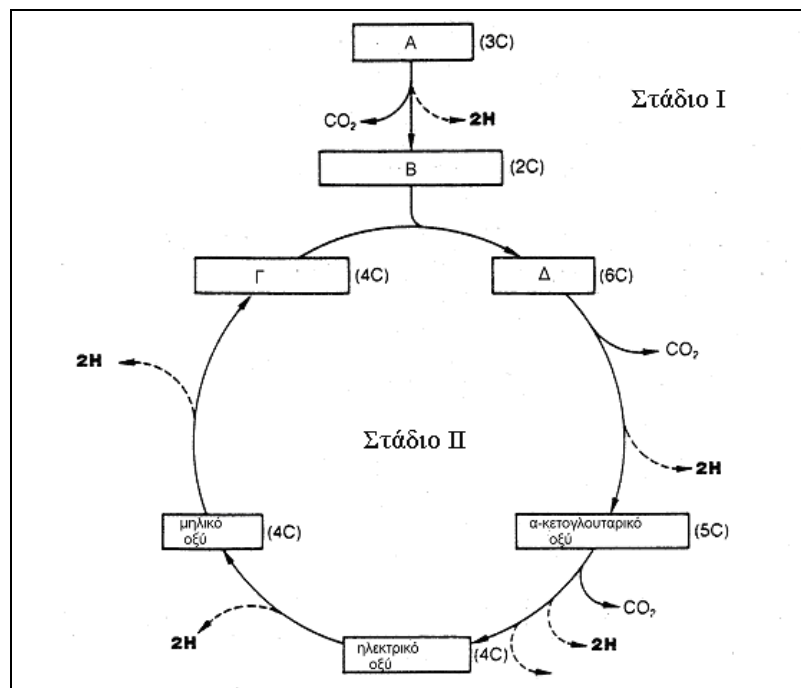 Α (3C)
Στάδιο Ι
CO₂ 2H
Β (2C)
Γ (4C) Δ (6C)
CO₂
2H
Στάδιο ΙΙ
2H
μηλικό
οξύ (4C)
α-κετογλουταρικό
οξύ (5C)
CO₂
2H
2H
ηλεκτρικό
οξύ (4C)